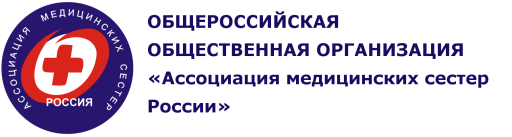 АССОЦИАЦИЯ МЕДИЦИНСКИХ СЕСТЕР
РОССИЯ
ОБЩЕРОССИЙСКАЯ
ОБЩЕСТВЕННАЯ ОРГАНИЗАЦИЯ
«Ассоциация медицинских сестер
России»